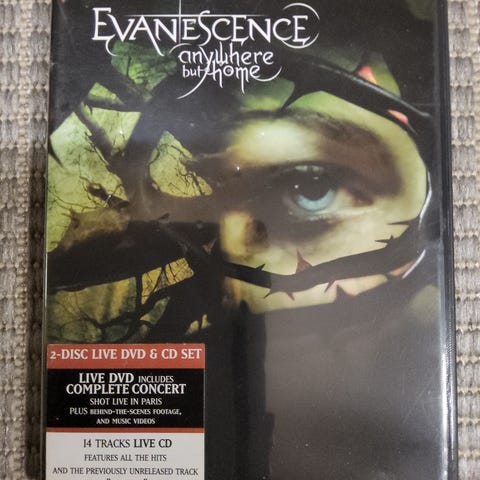 EVANESCENCE
anywhere
but home
2-DISC LIVE DVD & CD SET
LIVE DVD INCLUDES
COMPLETE CONCERT
SHOT LIVE IN PARIS
PLUS BEHIND-THE-SCENES FOOTAGE,
AND MUSIC VIDEOS
14 TRACKS LIVE CD
FEATURES ALL THE HITS
AND THE PREVIOUSLY UNRELEASED TRACK